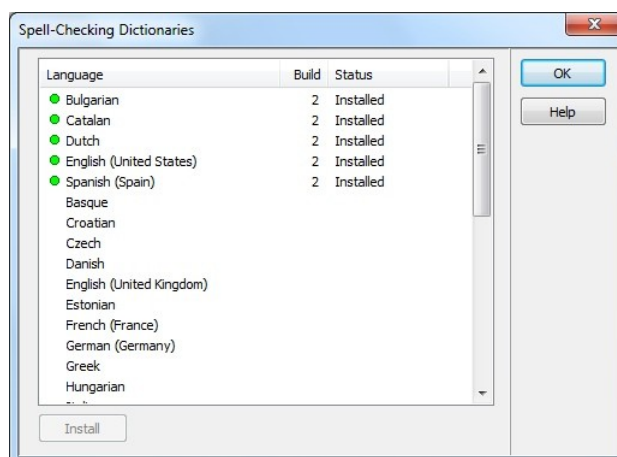 Spell-Checking Dictionaries
Language Build Status
Bulgarian 2 Installed
Catalan 2 Installed
Dutch 2 Installed
English (United States) 2 Installed
Spanish (Spain) 2 Installed
Basque
Croatian
Czech
Danish
English (United Kingdom)
Estonian
French (France)
German (Germany)
Greek
Hungarian
OK
Help
Install